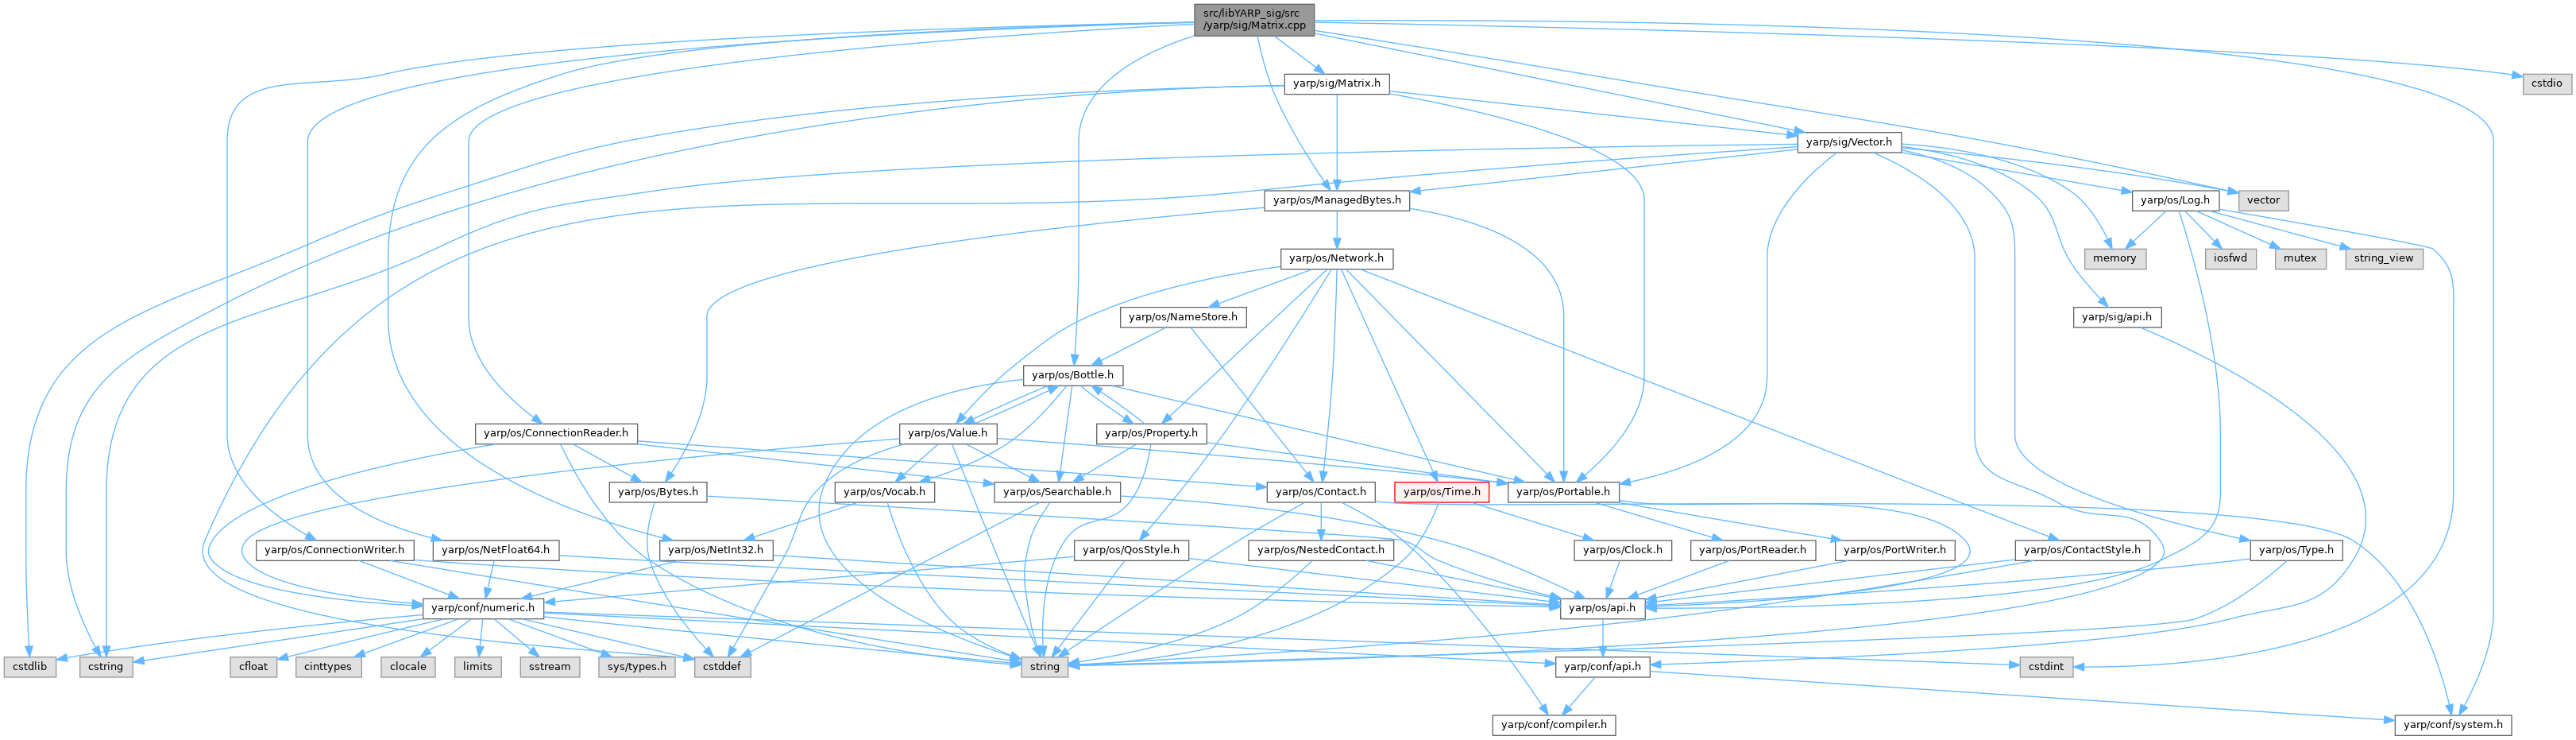 src/libYARP_sig/src
/yarp/sig/Matrix.cpp
yarp/sig/Matrix.h
cstdio
yarp/sig/Vector.h
yarp/os/ManagedBytes.h
yarp/os/Log.h
vector
yarp/os/Network.h
memory
iosfwd
mutex
string_view
yarp/os/NameStore.h
yarp/sig/api.h
yarp/os/Bottle.h
yarp/os/ConnectionReader.h
yarp/os/Value.h
yarp/os/Property.h
yarp/os/Bytes.h
yarp/os/Vocab.h
yarp/os/Searchable.h
yarp/os/Contact.h
yarp/os/Time.h
yarp/os/Portable.h
yarp/os/ConnectionWriter.h
yarp/os/NetFloat64.h
yarp/os/NetInt32.h
yarp/os/QosStyle.h
yarp/os/NestedContact.h
yarp/os/Clock.h
yarp/os/PortReader.h
yarp/os/PortWriter.h
yarp/os/ContactStyle.h
yarp/os/Type.h
yarp/conf/numeric.h
yarp/os/api.h
cstdlib
cstring
cfloat
cinttypes
clocale
limits
sstream
sys/types.h
cstddef
string
yarp/conf/api.h
cstdint
yarp/conf/compiler.h
yarp/conf/system.h